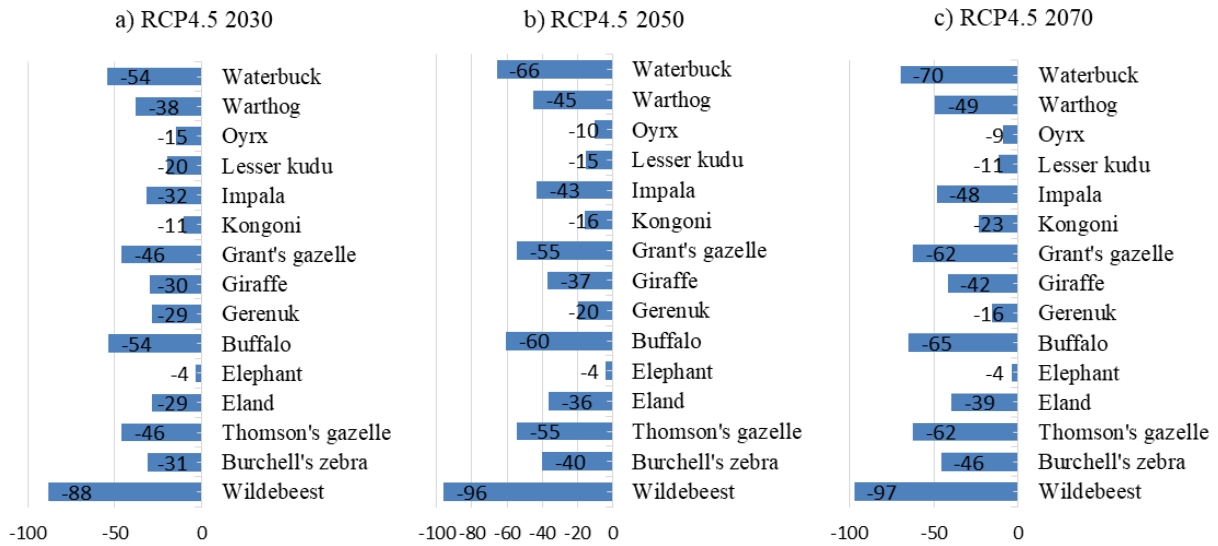 a) RCP4.5 2030
-54 Waterbuck
-38 Warthog
-15 Oyrx
-20 Lesser kudu
-32 Impala
-11 Kongoni
-46 Grant's gazelle
-30 Giraffe
-29 Gerenuk
-54 Buffalo
-4 Elephant
-29 Eland
-46 Thomson's gazelle
-31 Burchell's zebra
-88 Wildebeest
-100 -50 0
b) RCP4.5 2050
-66 Waterbuck
-45 Warthog
-10 Oyrx
-15 Lesser kudu
-43 Impala
-16 Kongoni
-55 Grant's gazelle
-37 Giraffe
-20 Gerenuk
-60 Buffalo
-4 Elephant
-36 Eland
-55 Thomson's gazelle
-40 Burchell's zebra
-96 Wildebeest
-100 -80 -60 -40 -20 0
c) RCP4.5 2070
-70 Waterbuck
-49 Warthog
-9 Oyrx
-11 Lesser kudu
-48 Impala
-23 Kongoni
-62 Grant's gazelle
-42 Giraffe
-16 Gerenuk
-65 Buffalo
-4 Elephant
-39 Eland
-62 Thomson's gazelle
-46 Burchell's zebra
-97 Wildebeest
-100 -50 0